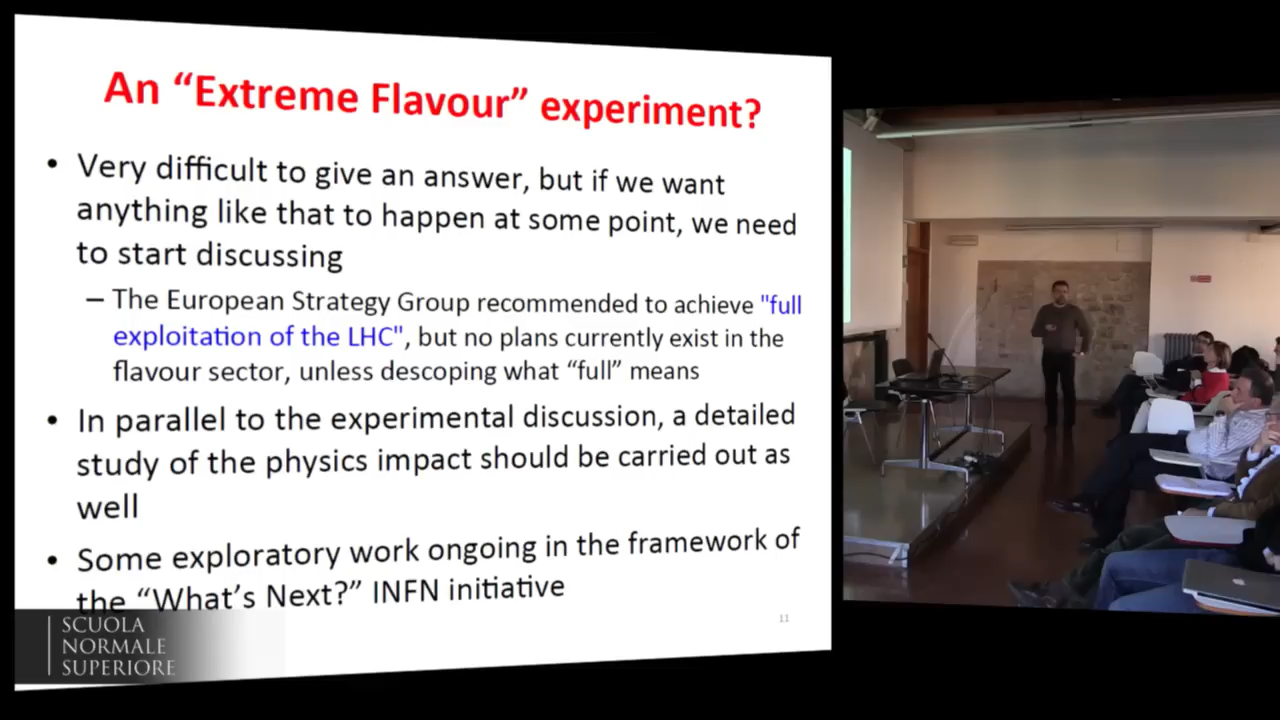 An “Extreme Flavour” experiment?
• Very difficult to give an answer, but if we want
anything like that to happen at some point, we need
to start discussing
– The European Strategy Group recommended to achieve "full
exploitation of the LHC", but no plans currently exist in the
flavour sector, unless descoping what “full” means
• In parallel to the experimental discussion, a detailed
study of the physics impact should be carried out as
well
• Some exploratory work ongoing in the framework of
the “What’s Next?” INFN initiative
11
SCUOLA
NORMALE
SUPERIORE